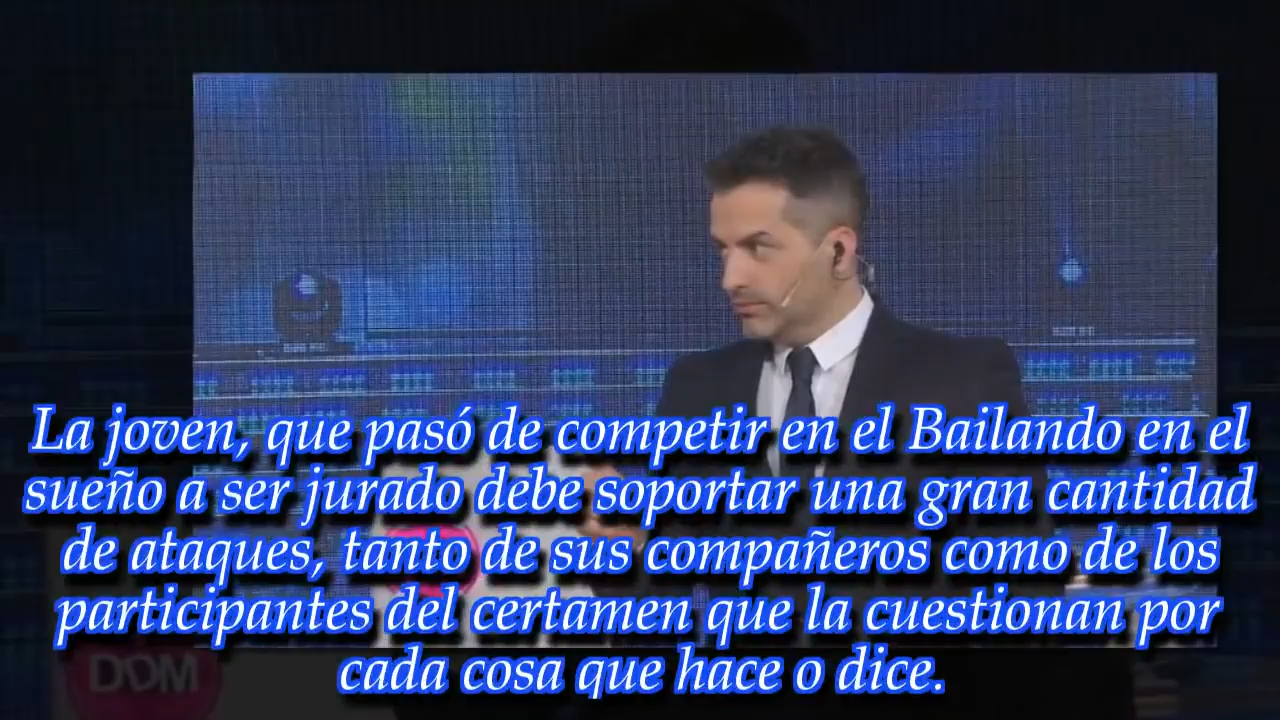 La joven, que pasó de competir en el Bailando en el
sueño a ser jurado debe soportar una gran cantidad
de ataques, tanto de sus compañeros como de los
participantes del certamen que la cuestionan por
cada cosa que hace o dice.
DOM